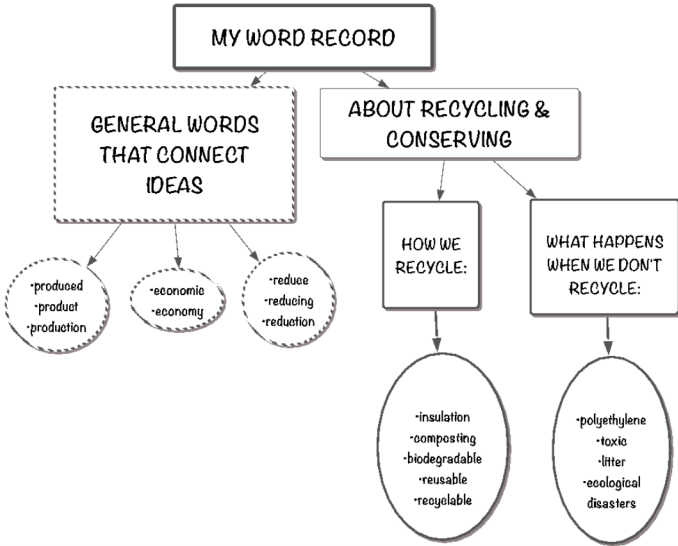 MY WORD RECORD
GENERAL WORDS
THAT CONNECT
IDEAS
ABOUT RECYCLING &
CONSERVING
HOW WE
RECYCLE:
WHAT HAPPENS
WHEN WE DON'T
RECYCLE:
•produced
•product
•production
•economic
•economy
•reduce
•reducing
•reduction
•insulation
•composting
•biodegradable
•reusable
•recyclable
•polyethylene
•toxic
•litter
•ecological
disasters